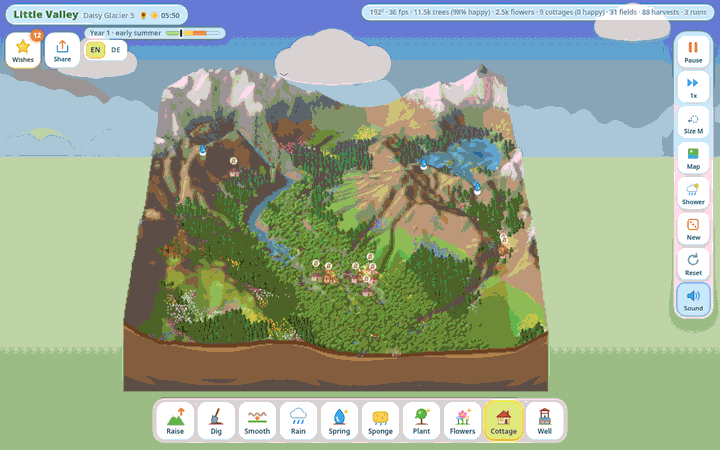 Little Valley Daisy Glacier 5 05:50
192² · 36 fps · 11.5k trees (98% happy) · 2.5k flowers · 9 cottages (0 happy) · 31 fields · 88 harvests · 3 ruins
Year 1 · early summer
12
Wishes
Share
EN DE
Pause
1x
Size M
Map
Shower
New
Reset
Sound
Raise Dig Smooth Rain Spring Sponge Plant Flowers Cottage Well